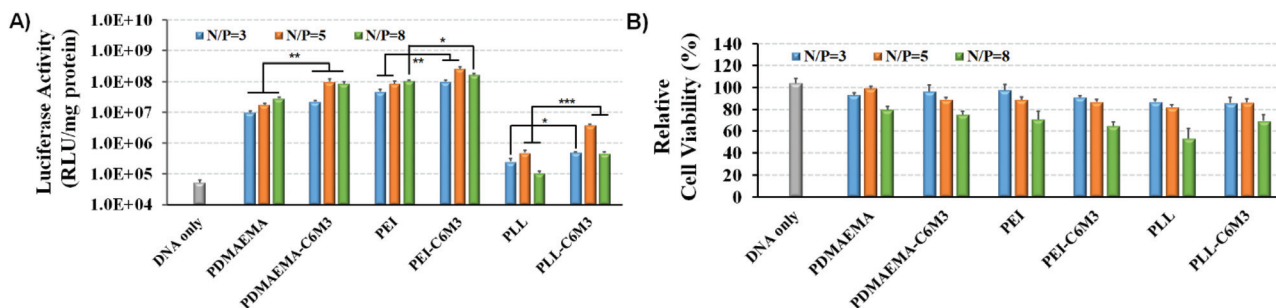 A)
Luciferase Activity
(RLU/mg protein)
1.0E+10
1.0E+09
1.0E+08
1.0E+07
1.0E+06
1.0E+05
1.0E+04
N/P=3 N/P=5 N/P=8
**
**
*
*
***
DNA only
PDMAEMA
PDMAEMA-C6M3
PEI
PEI-C6M3
PLL
PLL-C6M3
B)
Relative
Cell Viability (%)
140
120
100
80
60
40
20
0
N/P=3 N/P=5 N/P=8
DNA only
PDMAEMA
PDMAEMA-C6M3
PEI
PEI-C6M3
PLL
PLL-C6M3